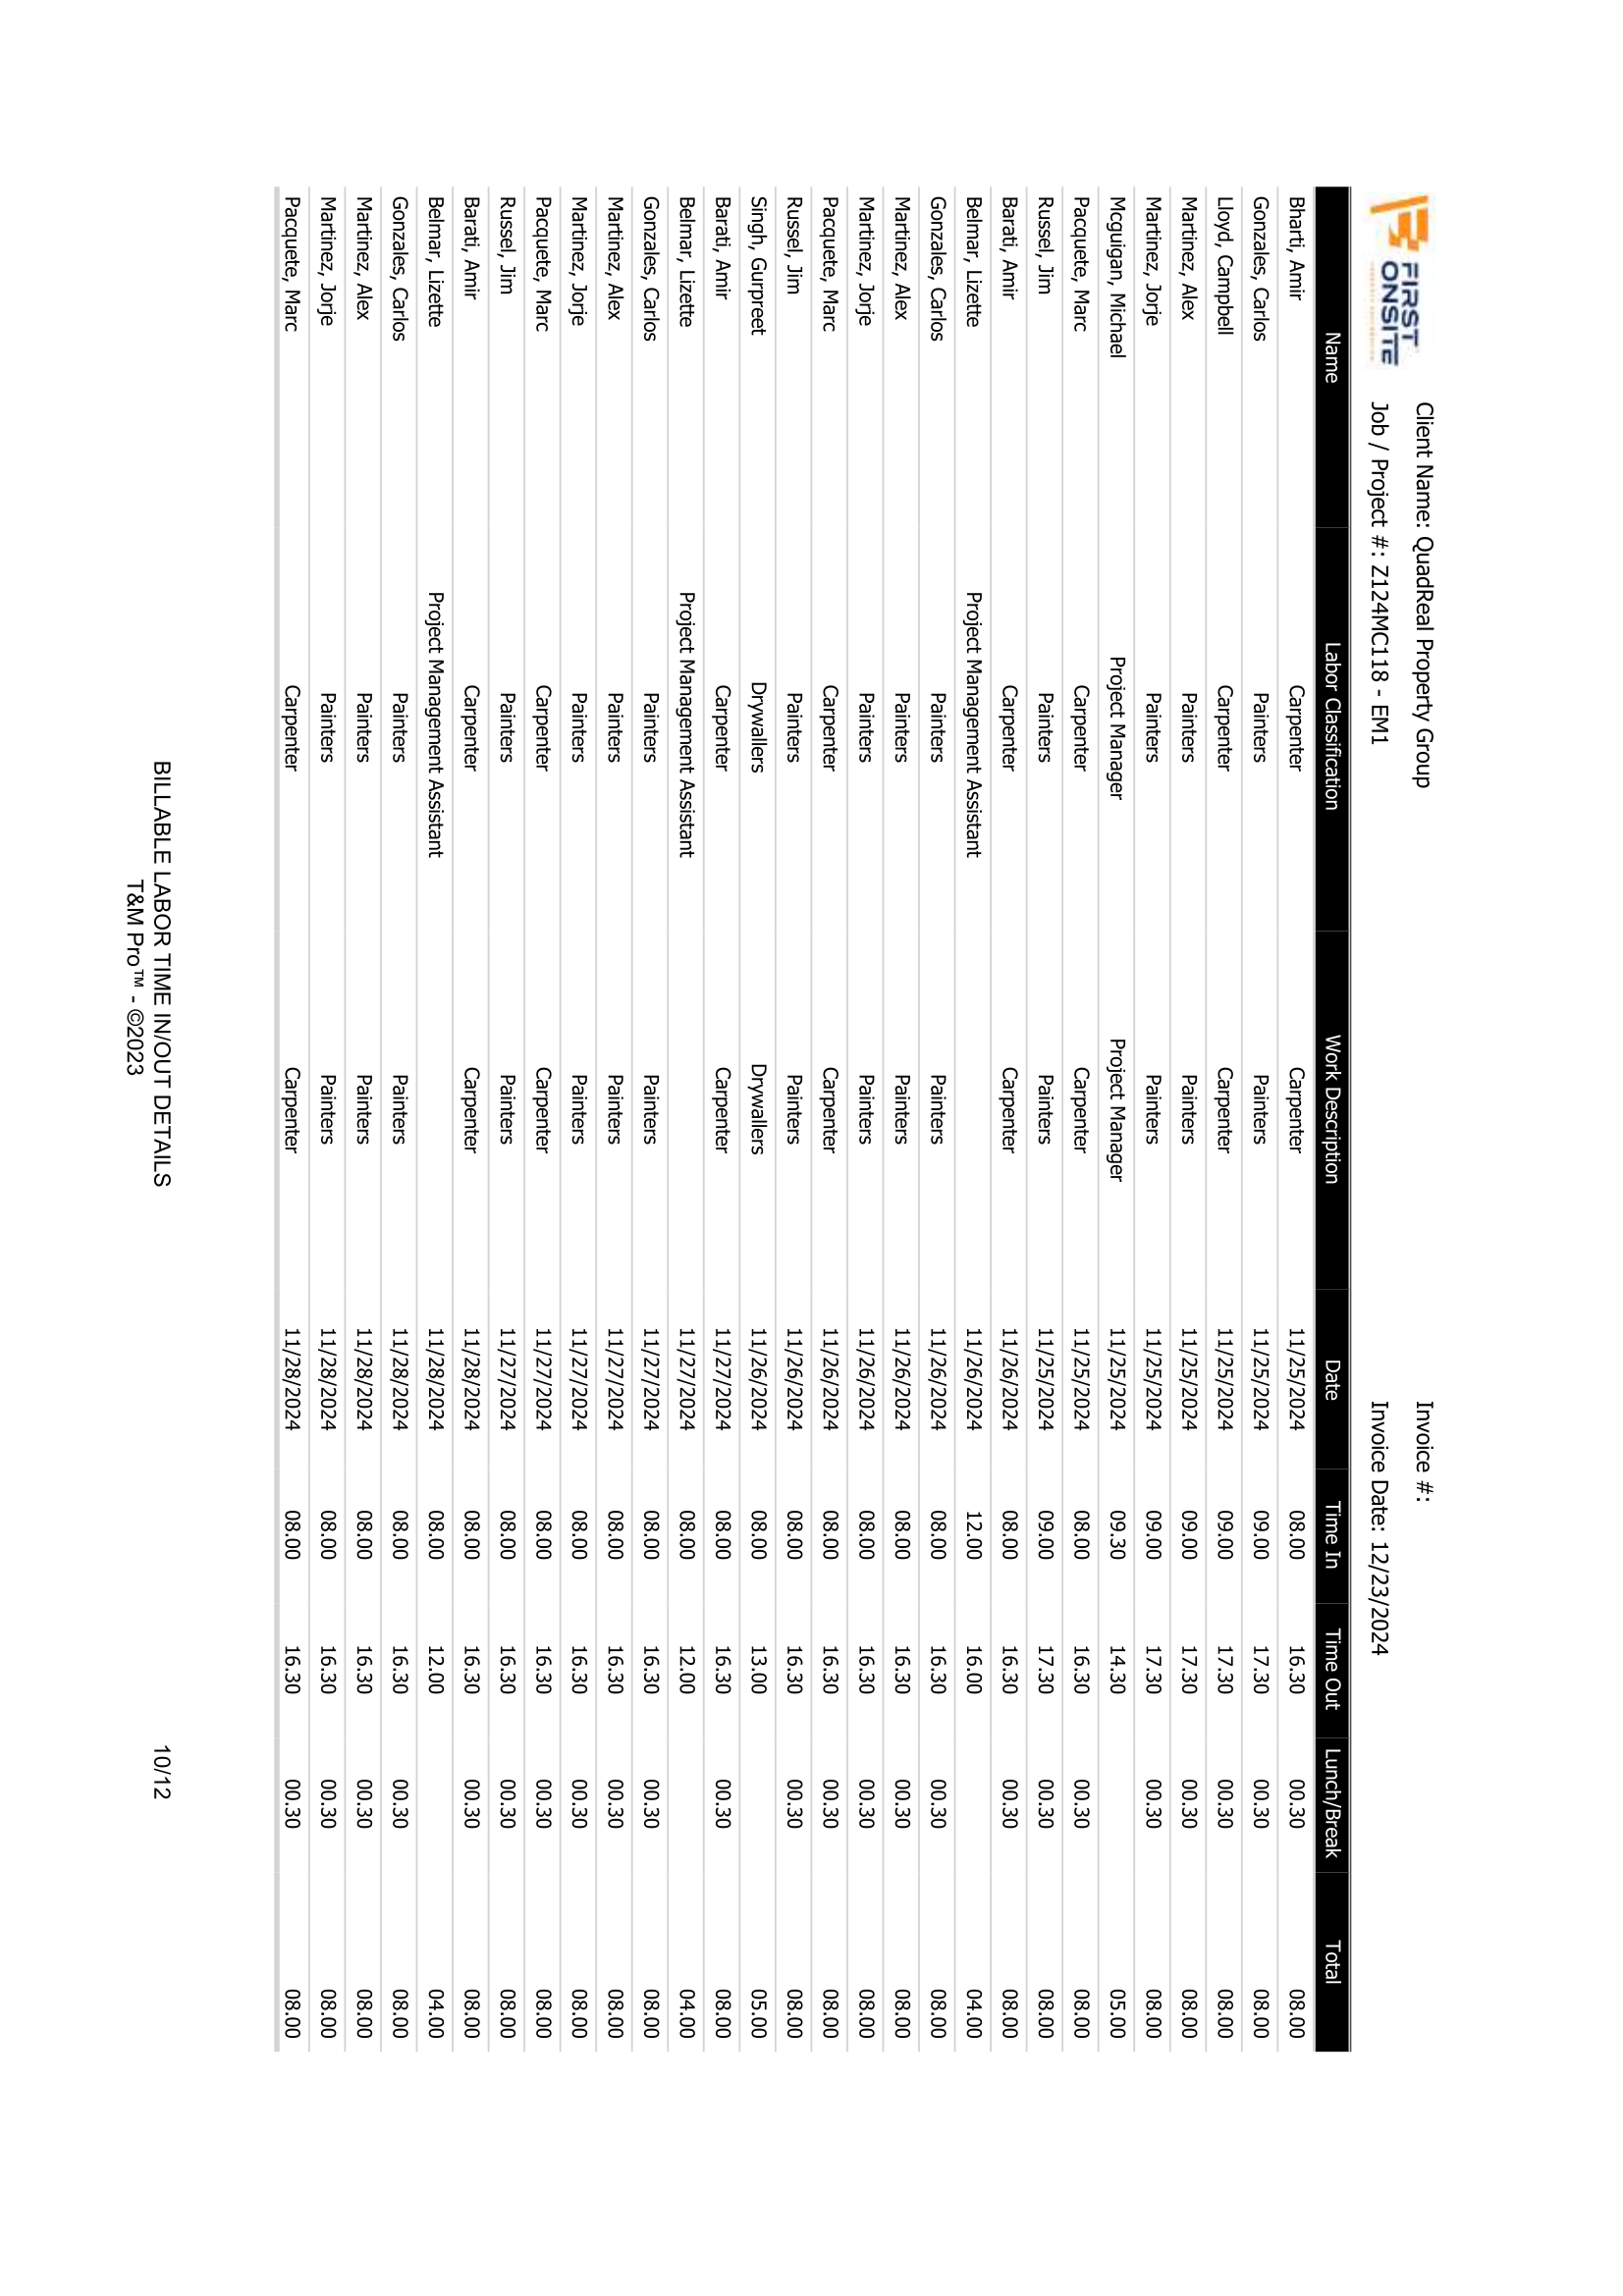 FIRST
ONSITE
Client Name: QuadReal Property Group Invoice #:
Job / Project #: Z124MC118 - EM1 Invoice Date: 12/23/2024
Name Labor Classification Work Description Date Time In Time Out Lunch/Break Total
Bharti, Amir Carpenter Carpenter 11/25/2024 08.00 16.30 00.30 08.00
Gonzales, Carlos Painters Painters 11/25/2024 09.00 17.30 00.30 08.00
Lloyd, Campbell Carpenter Carpenter 11/25/2024 09.00 17.30 00.30 08.00
Martinez, Alex Painters Painters 11/25/2024 09.00 17.30 00.30 08.00
Martinez, Jorje Painters Painters 11/25/2024 09.00 17.30 00.30 08.00
Mcguigan, Michael Project Manager Project Manager 11/25/2024 09.30 14.30 05.00
Pacquete, Marc Carpenter Carpenter 11/25/2024 08.00 16.30 00.30 08.00
Russel, Jim Painters Painters 11/25/2024 09.00 17.30 00.30 08.00
Barati, Amir Carpenter Carpenter 11/26/2024 08.00 16.30 00.30 08.00
Belmar, Lizette Project Management Assistant 11/26/2024 12.00 16.00 04.00
Gonzales, Carlos Painters Painters 11/26/2024 08.00 16.30 00.30 08.00
Martinez, Alex Painters Painters 11/26/2024 08.00 16.30 00.30 08.00
Martinez, Jorje Painters Painters 11/26/2024 08.00 16.30 00.30 08.00
Pacquete, Marc Carpenter Carpenter 11/26/2024 08.00 16.30 00.30 08.00
Russel, Jim Painters Painters 11/26/2024 08.00 16.30 00.30 08.00
Singh, Gurpreet Drywallers Drywallers 11/26/2024 08.00 13.00 05.00
Barati, Amir Carpenter Carpenter 11/27/2024 08.00 16.30 00.30 08.00
Belmar, Lizette Project Management Assistant 11/27/2024 08.00 12.00 04.00
Gonzales, Carlos Painters Painters 11/27/2024 08.00 16.30 00.30 08.00
Martinez, Alex Painters Painters 11/27/2024 08.00 16.30 00.30 08.00
Martinez, Jorje Painters Painters 11/27/2024 08.00 16.30 00.30 08.00
Pacquete, Marc Carpenter Carpenter 11/27/2024 08.00 16.30 00.30 08.00
Russel, Jim Painters Painters 11/27/2024 08.00 16.30 00.30 08.00
Barati, Amir Carpenter Carpenter 11/28/2024 08.00 16.30 00.30 08.00
Belmar, Lizette Project Management Assistant 11/28/2024 08.00 12.00 04.00
Gonzales, Carlos Painters Painters 11/28/2024 08.00 16.30 00.30 08.00
Martinez, Alex Painters Painters 11/28/2024 08.00 16.30 00.30 08.00
Martinez, Jorje Painters Painters 11/28/2024 08.00 16.30 00.30 08.00
Pacquete, Marc Carpenter Carpenter 11/28/2024 08.00 16.30 00.30 08.00
BILLABLE LABOR TIME IN/OUT DETAILS 10/12
T&M Pro™ - ©2023